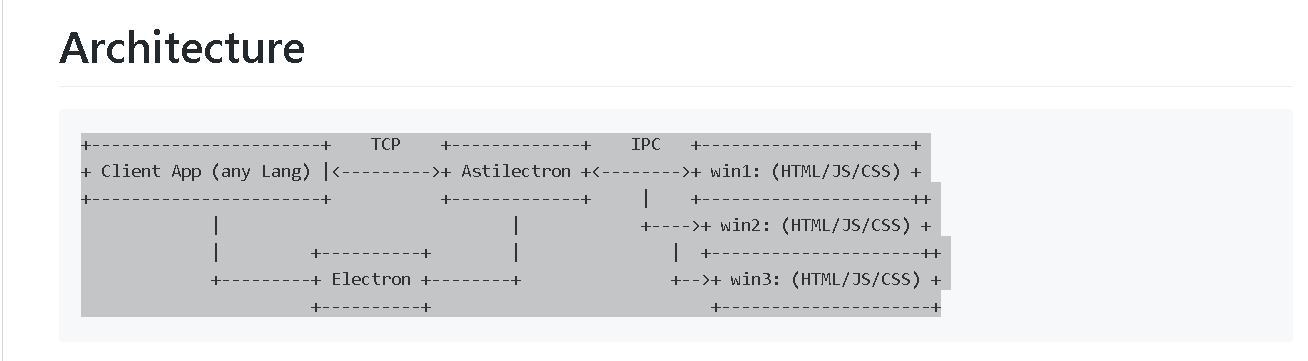 Architecture
+-----------------------+    TCP    +-------------+    IPC   +---------------------+
+ Client App (any Lang) |<--------->+ Astilectron +<-------->+ win1: (HTML/JS/CSS) +
+-----------------------+           +-------------+     |    +---------------------++
             |                             |            +---->+ win2: (HTML/JS/CSS) +
             |         +----------+        |               |  +---------------------++
             +---------+ Electron +--------+               +-->+ win3: (HTML/JS/CSS) +
                       +----------+                            +---------------------+